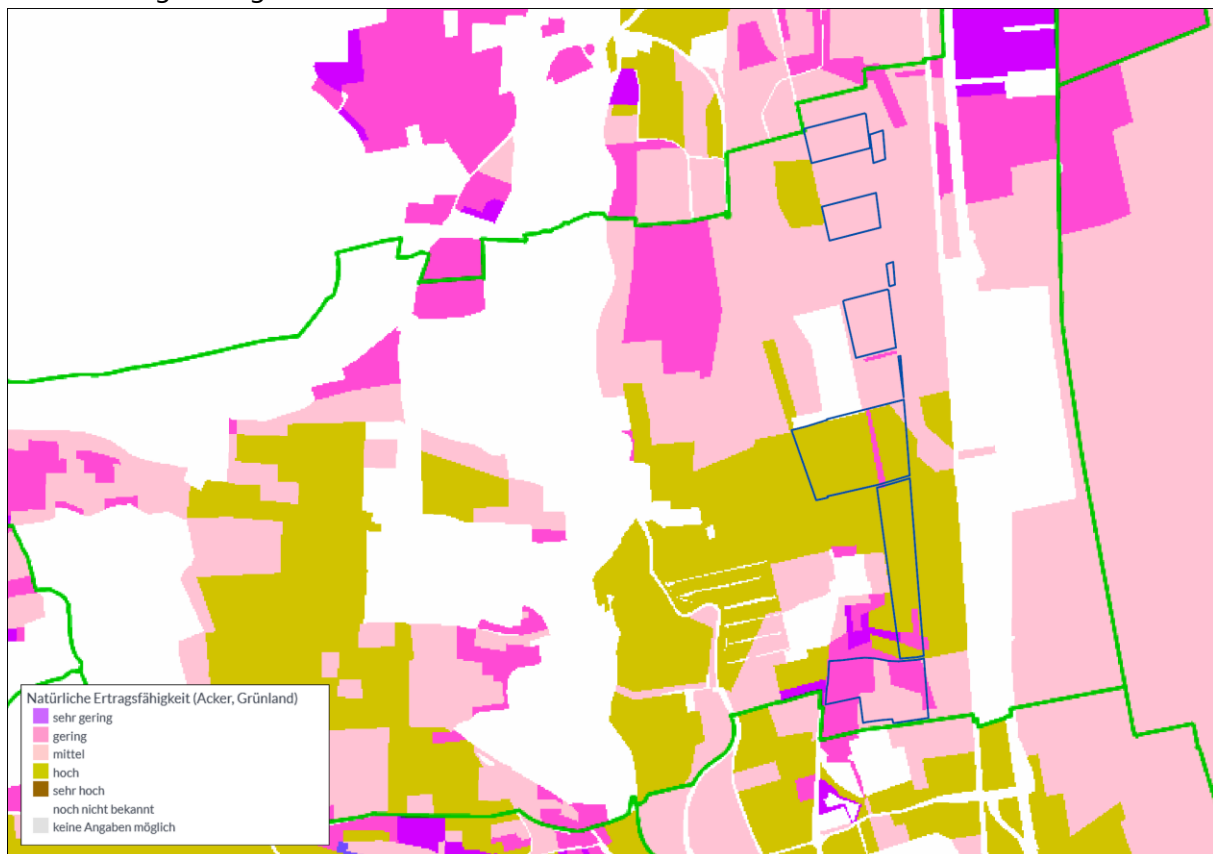 Natürliche Ertragsfähigkeit (Acker, Grünland)
sehr gering
gering
mittel
hoch
sehr hoch
noch nicht bekannt
keine Angaben möglich